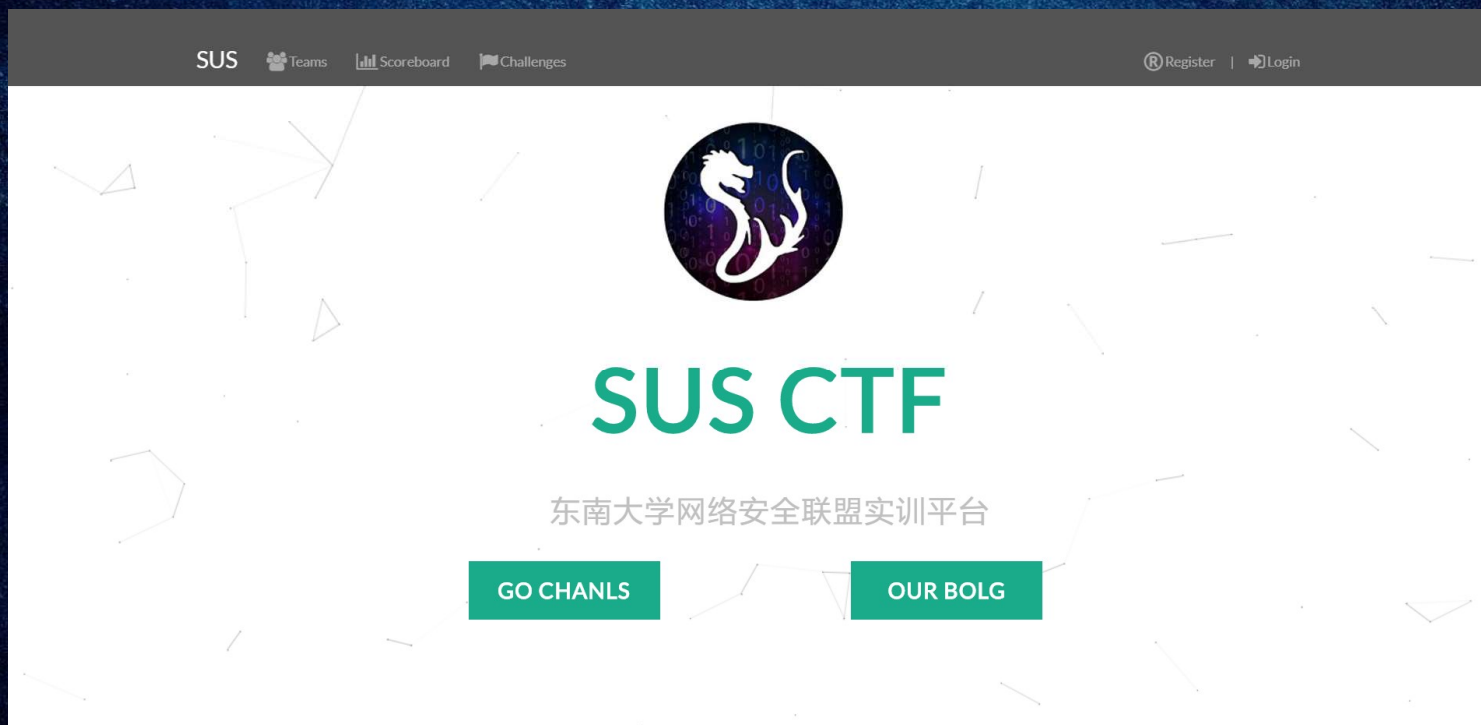 SUS Teams Scoreboard Challenges Register | Login
SUS CTF
东南大学网络安全联盟实训平台
GO CHANLS OUR BOLG